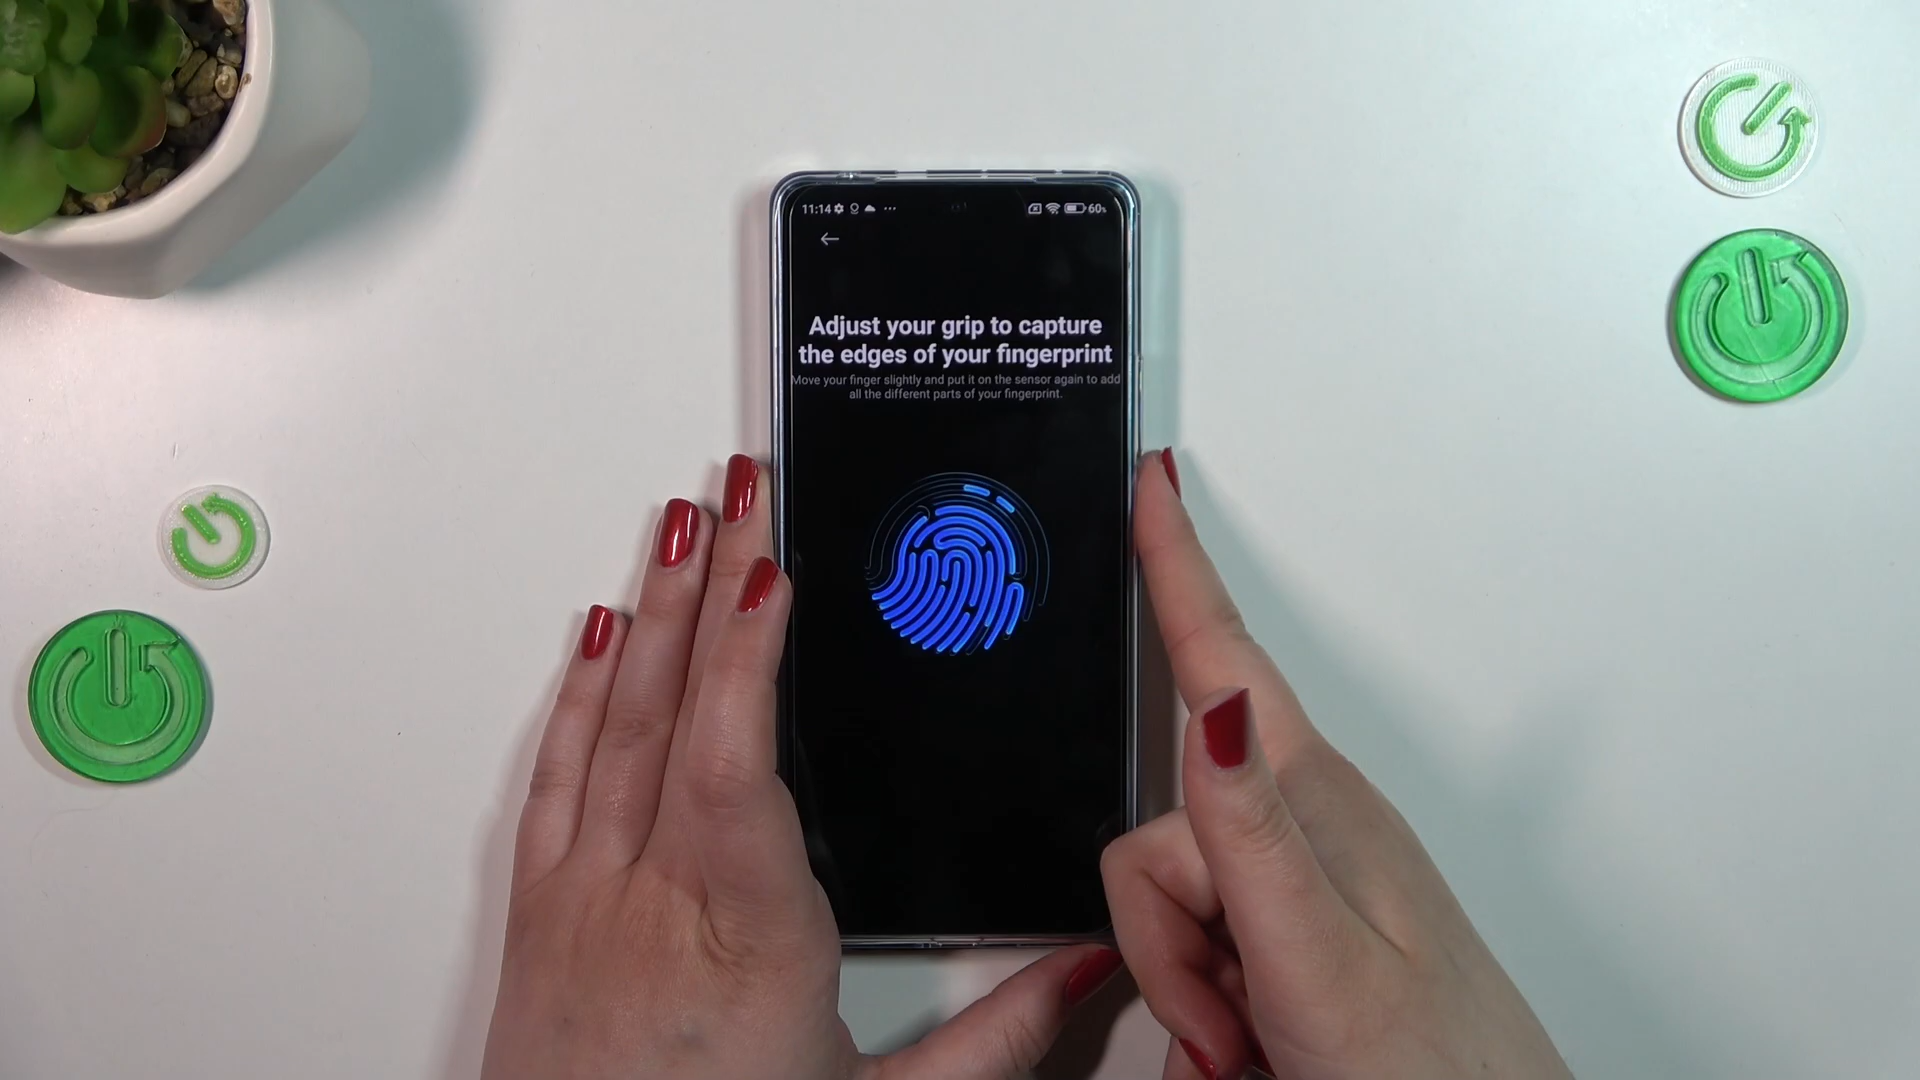 11:14 ... 60%
Adjust your grip to capture
the edges of your fingerprint
Move your finger slightly and put it on the sensor again to add
all the different parts of your fingerprint.